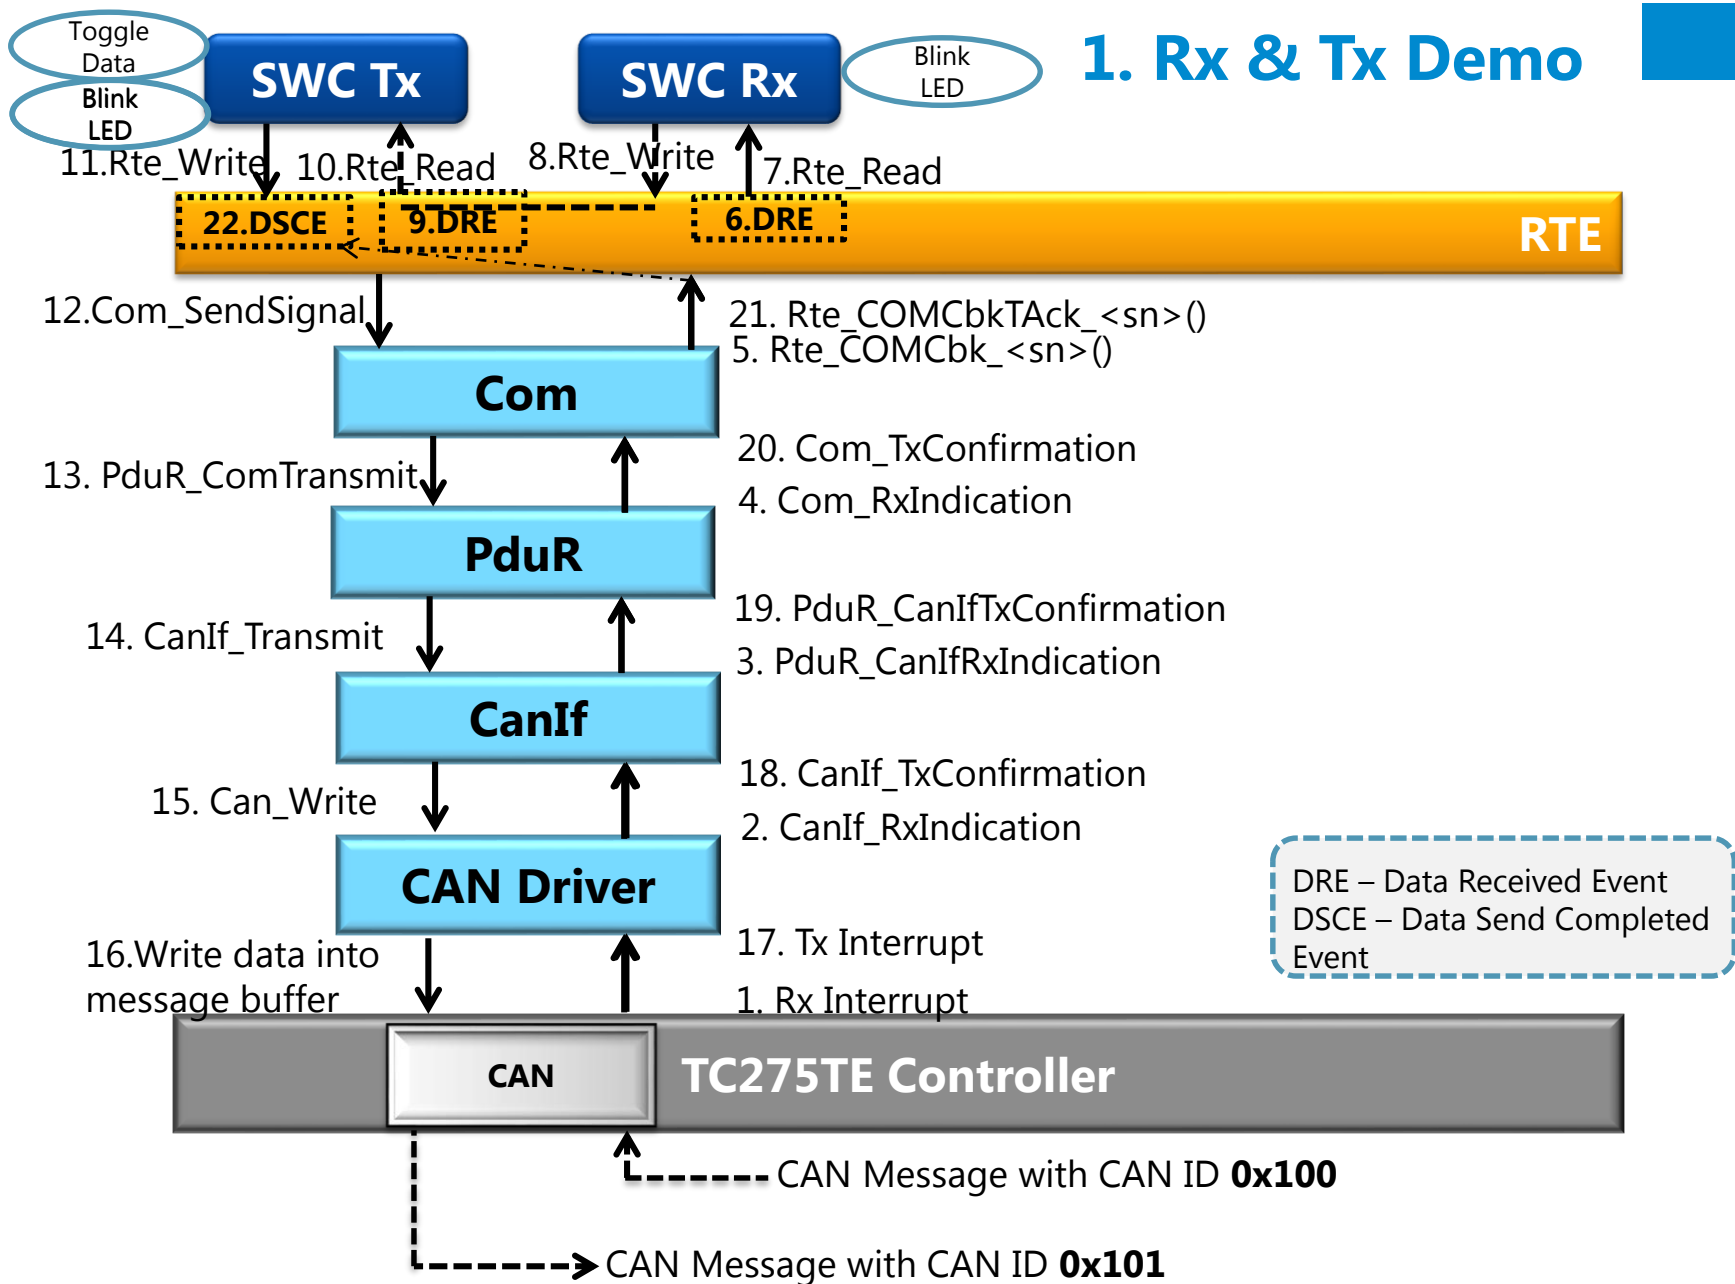 1. Rx & Tx Demo
Toggle
Data
Blink
LED
SWC Tx
SWC Rx
Blink
LED
11.Rte_Write
10.Rte_Read
8.Rte_Write
7.Rte_Read
22.DSCE
9.DRE
6.DRE
RTE
12.Com_SendSignal
21. Rte_COMCbkTAck_<sn>()
5. Rte_COMCbk_<sn>()
Com
13. PduR_ComTransmit
20. Com_TxConfirmation
4. Com_RxIndication
PduR
14. CanIf_Transmit
19. PduR_CanIfTxConfirmation
3. PduR_CanIfRxIndication
CanIf
15. Can_Write
18. CanIf_TxConfirmation
2. CanIf_RxIndication
CAN Driver
DRE – Data Received Event
DSCE – Data Send Completed
Event
16.Write data into
message buffer
17. Tx Interrupt
1. Rx Interrupt
CAN
TC275TE Controller
CAN Message with CAN ID 0x100
CAN Message with CAN ID 0x101